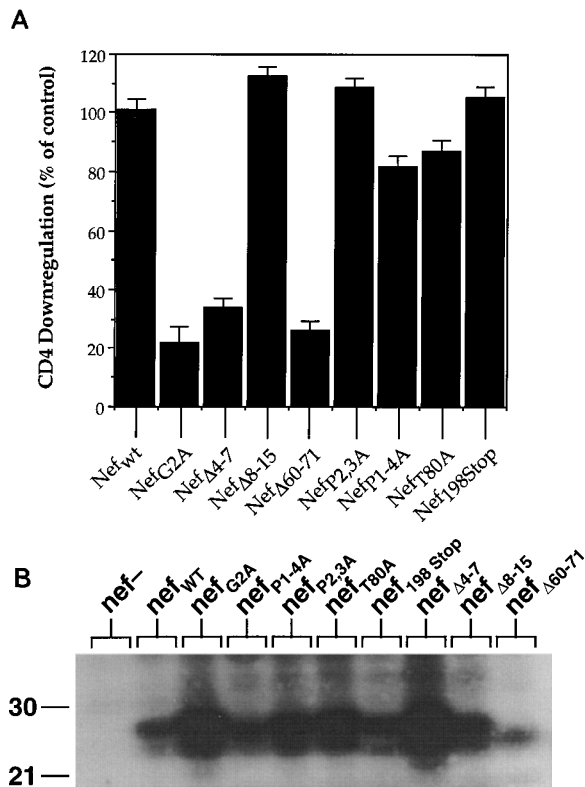 A
CD4 Downregulation (% of control)
120
100
80
60
40
20
0
Nefwt
NefG2A
NefΔ4-7
NefΔ8-15
NefΔ60-71
NefP2,3A
NefP1-4A
NefT80A
Nef198Stop
B
nef–
nefWT
nefG2A
nefP1-4A
nefP2,3A
nefT80A
nef198 Stop
nefΔ4-7
nefΔ8-15
nefΔ60-71
30
21